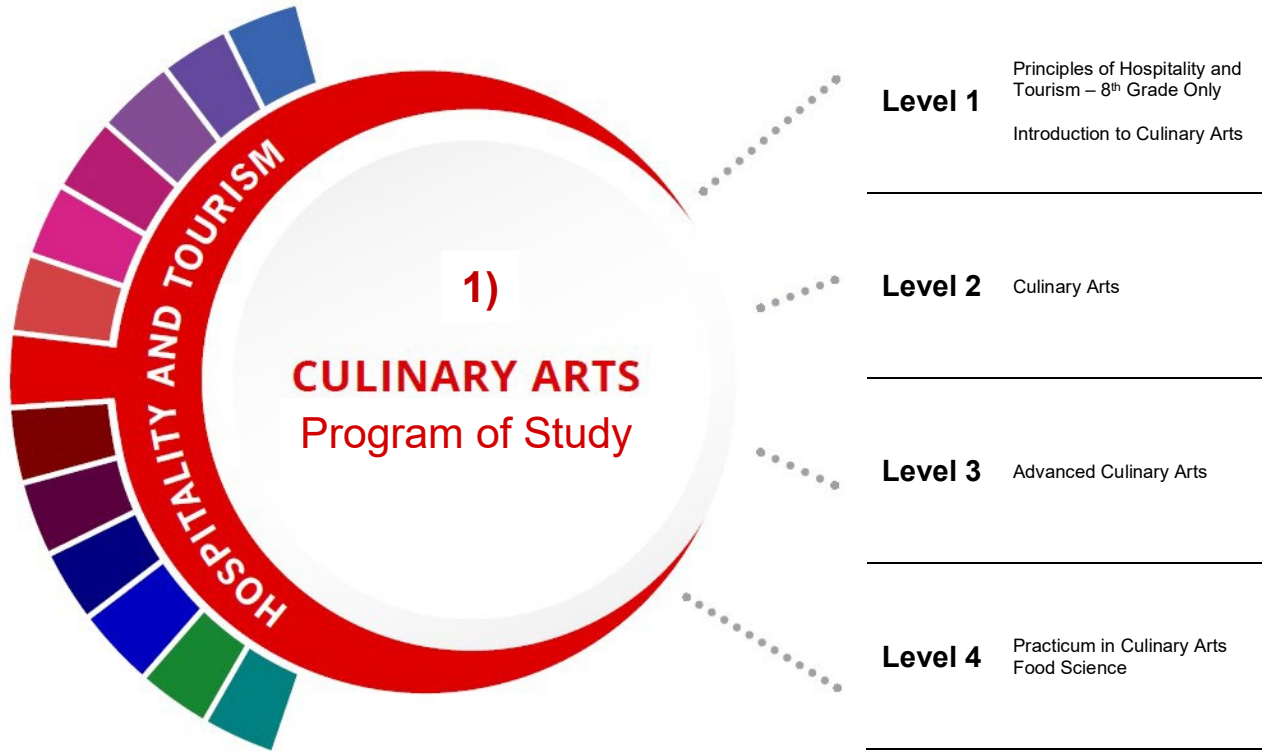 HOSPITALITY AND TOURISM
1)
CULINARY ARTS
Program of Study
Level 1
Principles of Hospitality and
Tourism – 8th Grade Only
Introduction to Culinary Arts
Level 2
Culinary Arts
Level 3
Advanced Culinary Arts
Level 4
Practicum in Culinary Arts
Food Science